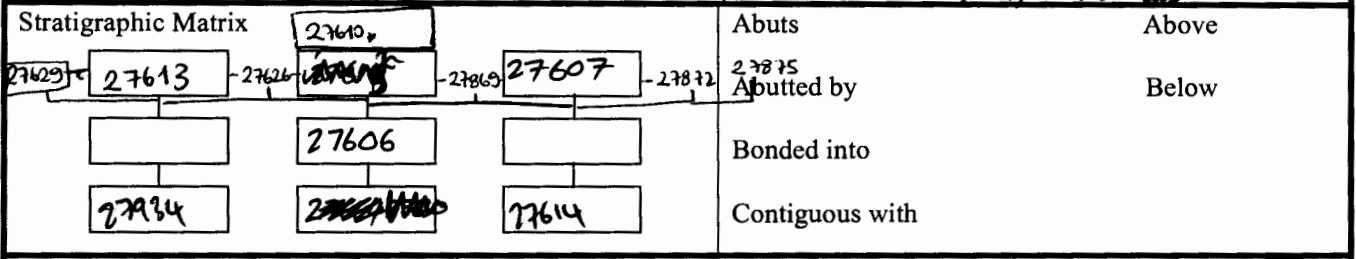 Stratigraphic Matrix 27610. Abuts Above
27629 27613 - 27626 - 27869 27607 - 27872 27875
Abutted by Below
27606 Bonded into
27934 27614 Contiguous with